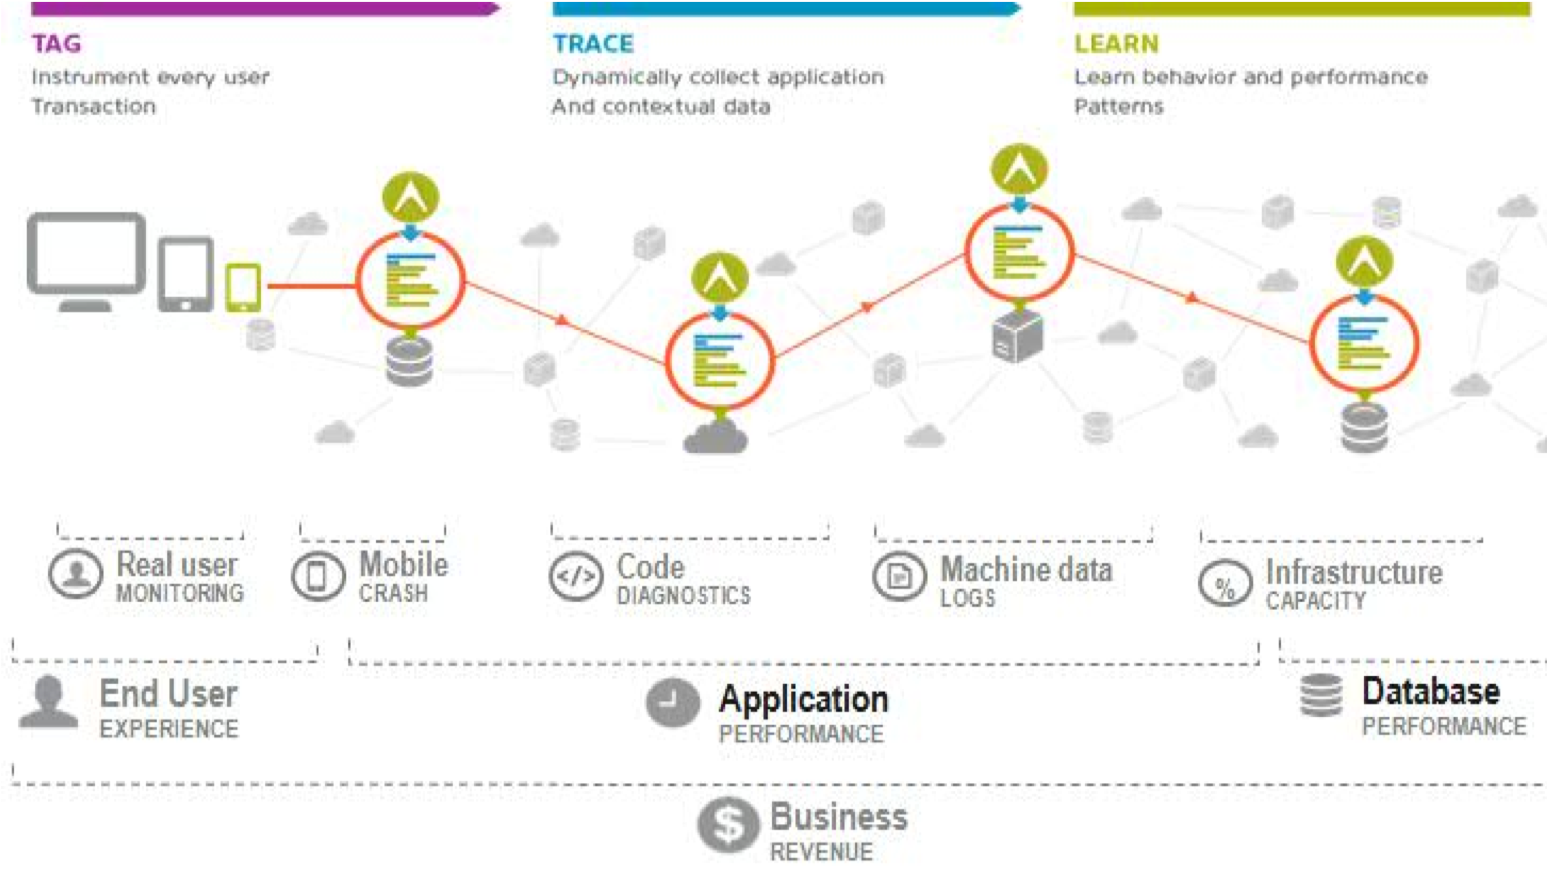 TAG
Instrument every user
Transaction
TRACE
Dynamically collect application
And contextual data
LEARN
Learn behavior and performance
Patterns
Real user
MONITORING
Mobile
CRASH
</>
Code
DIAGNOSTICS
Machine data
LOGS
%
Infrastructure
CAPACITY
End User
EXPERIENCE
Application
PERFORMANCE
Database
PERFORMANCE
$
Business
REVENUE